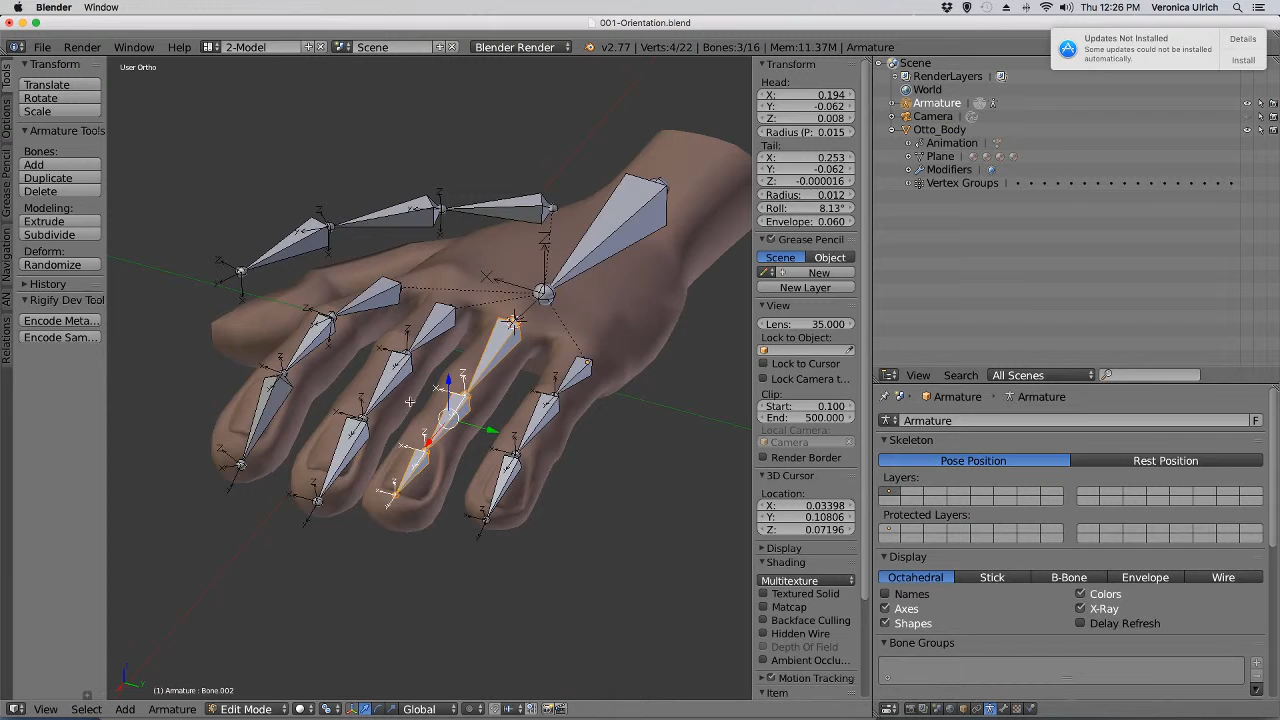 Blender Window Thu 12:26 PM Veronica Ulrich
001-Orientation.blend
File Render Window Help 2-Model Scene Blender Render v2.77 | Verts:4/22 | Bones:3/16 | Mem:11.37M | Armature
Updates Not Installed
Some updates could not be installed automatically.
Details
Install
Tools
Options
Grease Pencil
Navigation
AN
Relations
Transform
Translate
Rotate
Scale
Armature Tools
Bones:
Add
Duplicate
Delete
Modeling:
Extrude
Subdivide
Deform:
Randomize
History
Rigify Dev Tool
Encode Meta...
Encode Sam...
User Ortho
(1) Armature : Bone.002
Transform
Head:
X: 0.194
Y: -0.062
Z: 0.008
Radius (P: 0.015
Tail:
X: 0.253
Y: -0.062
Z: -0.000016
Radius: 0.012
Roll: 8.13°
Envelope: 0.060
Grease Pencil
Scene Object
New
New Layer
View
Lens: 35.000
Lock to Object:
Lock to Cursor
Lock Camera t...
Clip:
Start: 0.100
End: 500.000
Local Camera:
Camera
Render Border
3D Cursor
Location:
X: 0.03398
Y: 0.10806
Z: 0.07196
Display
Shading
Multitexture
Textured Solid
Matcap
Backface Culling
Hidden Wire
Depth Of Field
Ambient Occlu...
Motion Tracking
Item
Scene
RenderLayers
World
Armature
Camera
Otto_Body
Animation
Plane
Modifiers
Vertex Groups
View Search All Scenes
Armature Armature
Armature F
Skeleton
Pose Position Rest Position
Layers:
Protected Layers:
Display
Octahedral Stick B-Bone Envelope Wire
Names Colors
Axes X-Ray
Shapes Delay Refresh
Bone Groups
View Select Add Armature Edit Mode Global